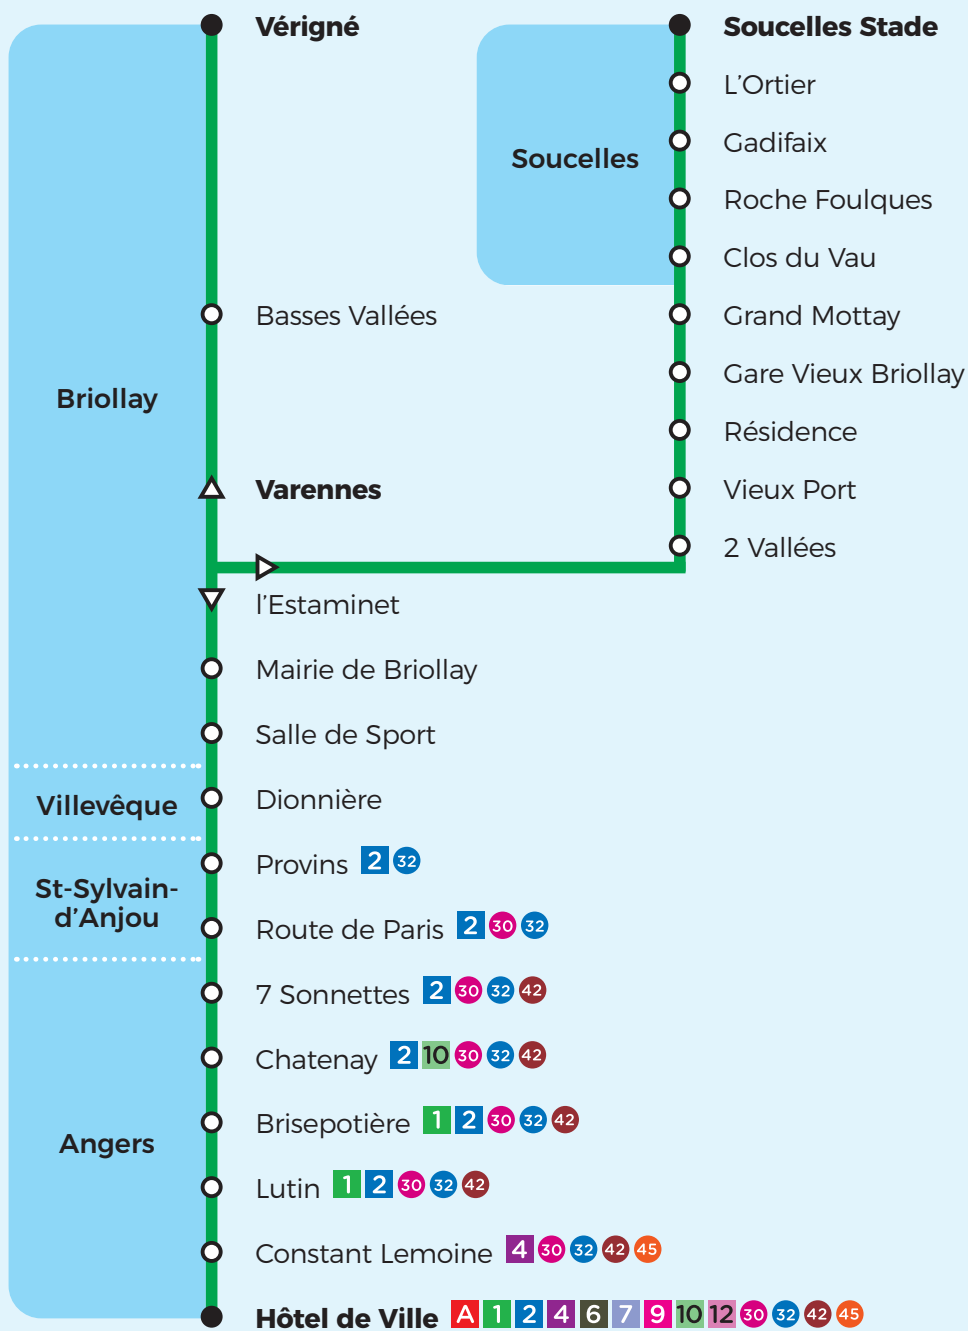 Vérigné
Basses Vallées
Briollay
Varennes
Soucelles Stade
L'Ortier
Gadifaix
Soucelles
Roche Foulques
Clos du Vau
Grand Mottay
Gare Vieux Briollay
Résidence
Vieux Port
2 Vallées
l'Estaminet
Mairie de Briollay
Salle de Sport
Villevêque
Dionnière
St-Sylvain-
d'Anjou
Provins 2 32
Route de Paris 2 30 32
Angers
7 Sonnettes 2 30 32 42
Chatenay 2 10 30 32 42
Brisepotière 1 2 30 32 42
Lutin 1 2 30 32 42
Constant Lemoine 4 30 32 42 45
Hôtel de Ville A 1 2 4 6 7 9 10 12 30 32 42 45